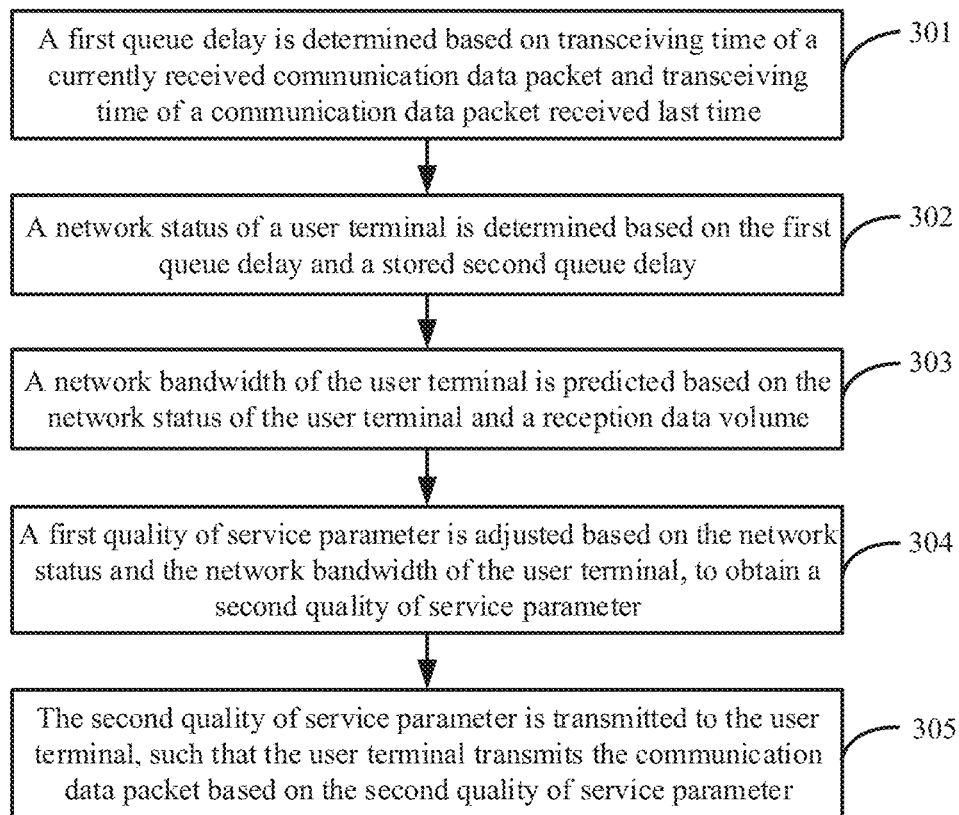 A first queue delay is determined based on transceiving time of a
currently received communication data packet and transceiving
time of a communication data packet received last time
301
A network status of a user terminal is determined based on the first
queue delay and a stored second queue delay
302
A network bandwidth of the user terminal is predicted based on the
network status of the user terminal and a reception data volume
303
A first quality of service parameter is adjusted based on the network
status and the network bandwidth of the user terminal, to obtain a
second quality of service parameter
304
The second quality of service parameter is transmitted to the user
terminal, such that the user terminal transmits the communication
data packet based on the second quality of service parameter
305